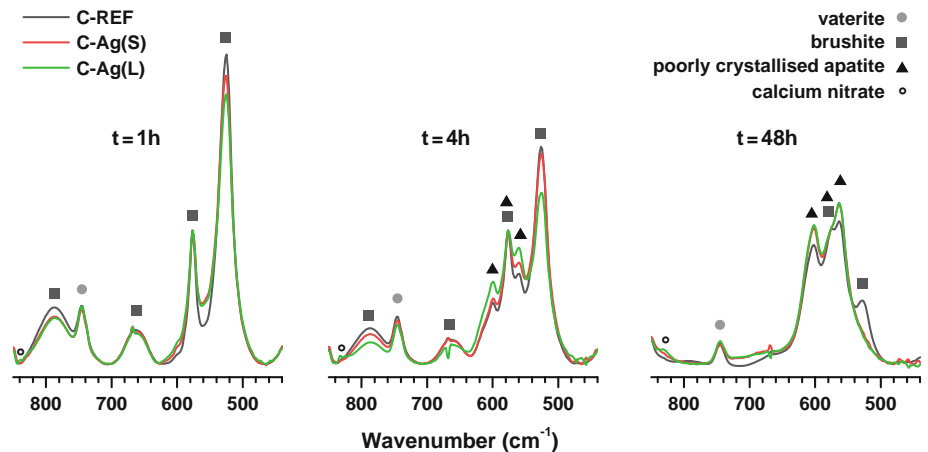 C-REF
C-Ag(S)
C-Ag(L)
vaterite
brushite
poorly crystallised apatite
calcium nitrate
t = 1h
t = 4h
t = 48h
800 700 600 500
800 700 600 500
800 700 600 500
Wavenumber (cm⁻¹)